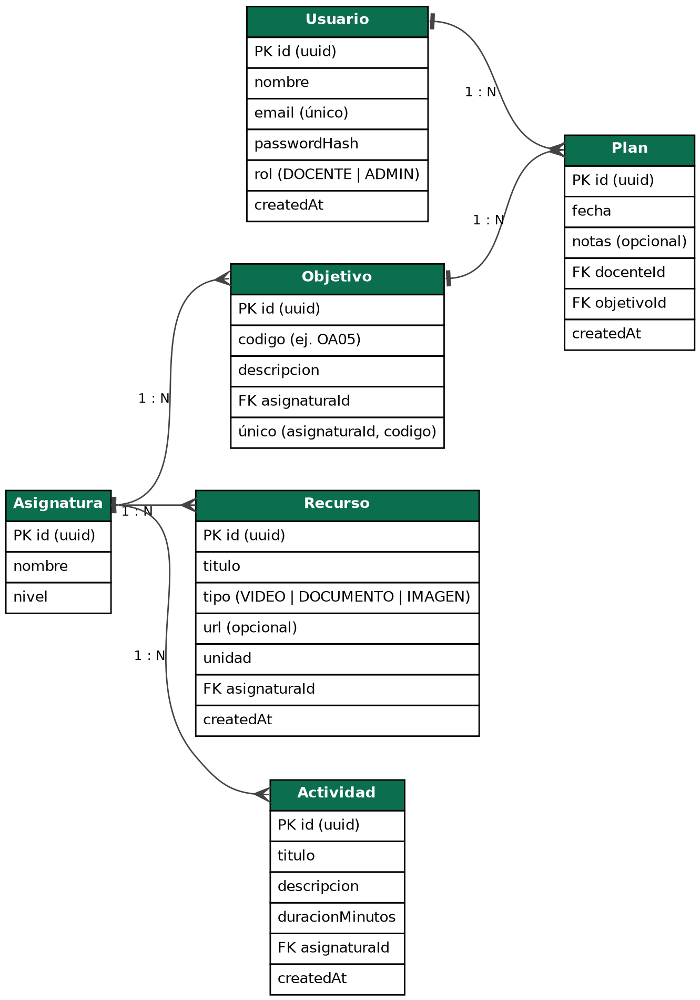 Usuario
PK id (uuid)
nombre
email (único)
passwordHash
rol (DOCENTE | ADMIN)
createdAt
1 : N
Plan
PK id (uuid)
fecha
notas (opcional)
FK docenteId
FK objetivoId
createdAt
1 : N
Objetivo
PK id (uuid)
codigo (ej. OA05)
descripcion
FK asignaturaId
único (asignaturaId, codigo)
1 : N
Asignatura
PK id (uuid)
nombre
nivel
1 : N
Recurso
PK id (uuid)
titulo
tipo (VIDEO | DOCUMENTO | IMAGEN)
url (opcional)
unidad
FK asignaturaId
createdAt
1 : N
Actividad
PK id (uuid)
titulo
descripcion
duracionMinutos
FK asignaturaId
createdAt